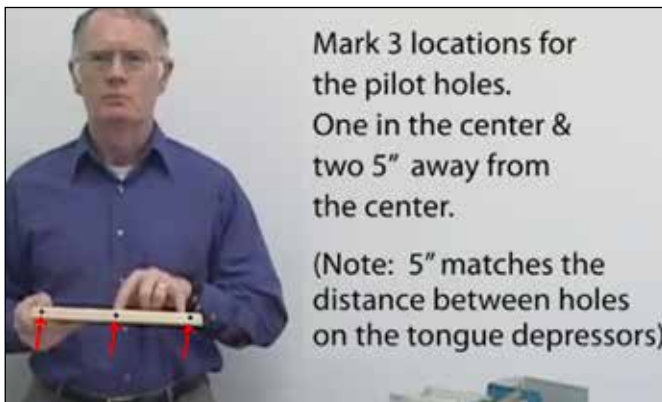 Mark 3 locations for
the pilot holes.
One in the center &
two 5" away from
the center.
(Note: 5" matches the
distance between holes
on the tongue depressors)